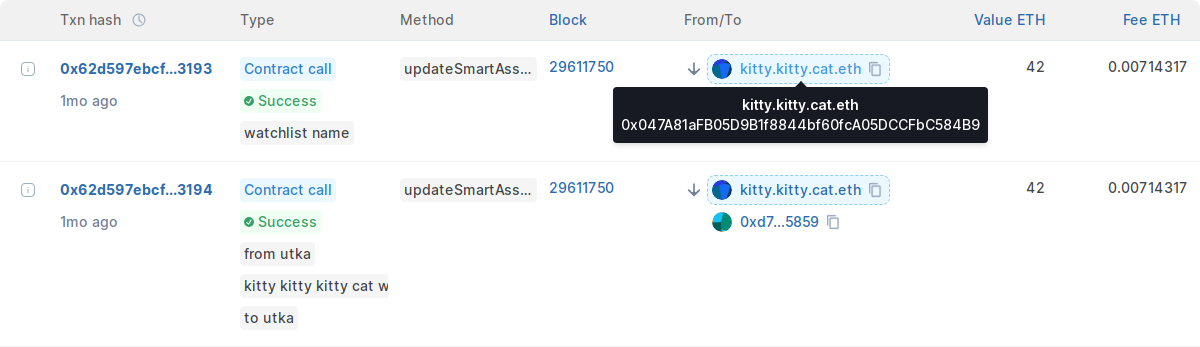 Txn hash Type Method Block From/To Value ETH Fee ETH
0x62d597ebcf...3193 Contract call updateSmartAss... 29611750 kitty.kitty.cat.eth 42 0.00714317
1mo ago Success
kitty.kitty.cat.eth
0x047A81aFB05D9B1f8844bf60fcA05DCCFbC584B9
watchlist name
0x62d597ebcf...3194 Contract call updateSmartAss... 29611750 kitty.kitty.cat.eth 42 0.00714317
1mo ago Success 0xd7...5859
from utka
kitty kitty kitty cat w
to utka